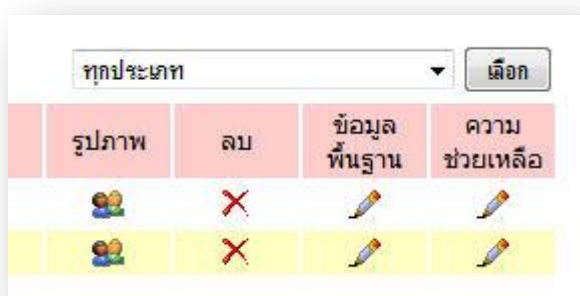 ทุกประเภท เลือก
รูปภาพ ลบ ข้อมูล ความ
พื้นฐาน ช่วยเหลือ